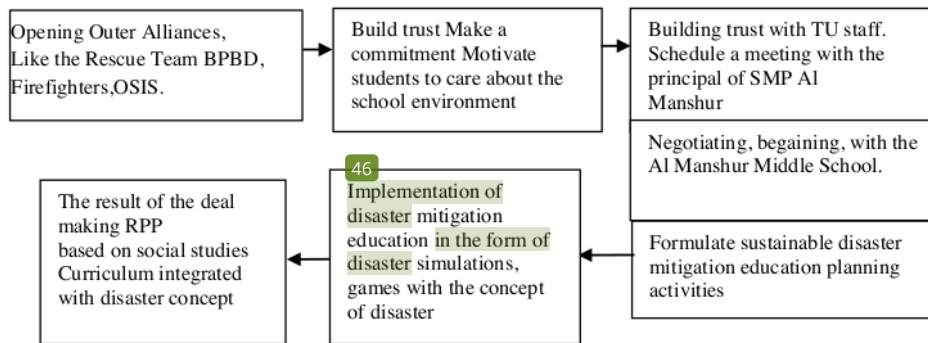 Opening Outer Alliances,
Like the Rescue Team BPBD,
Firefighters,OSIS.
Build trust Make a
commitment Motivate
students to care about the
school environment
Building trust with TU staff.
Schedule a meeting with the
principal of SMP Al
Manshur
Negotiating, begaining, with the
Al Manshur Middle School.
Formulate sustainable disaster
mitigation education planning
activities
46
Implementation of
disaster mitigation
education in the form of
disaster simulations,
games with the concept
of disaster
The result of the deal
making RPP
based on social studies
Curriculum integrated
with disaster concept